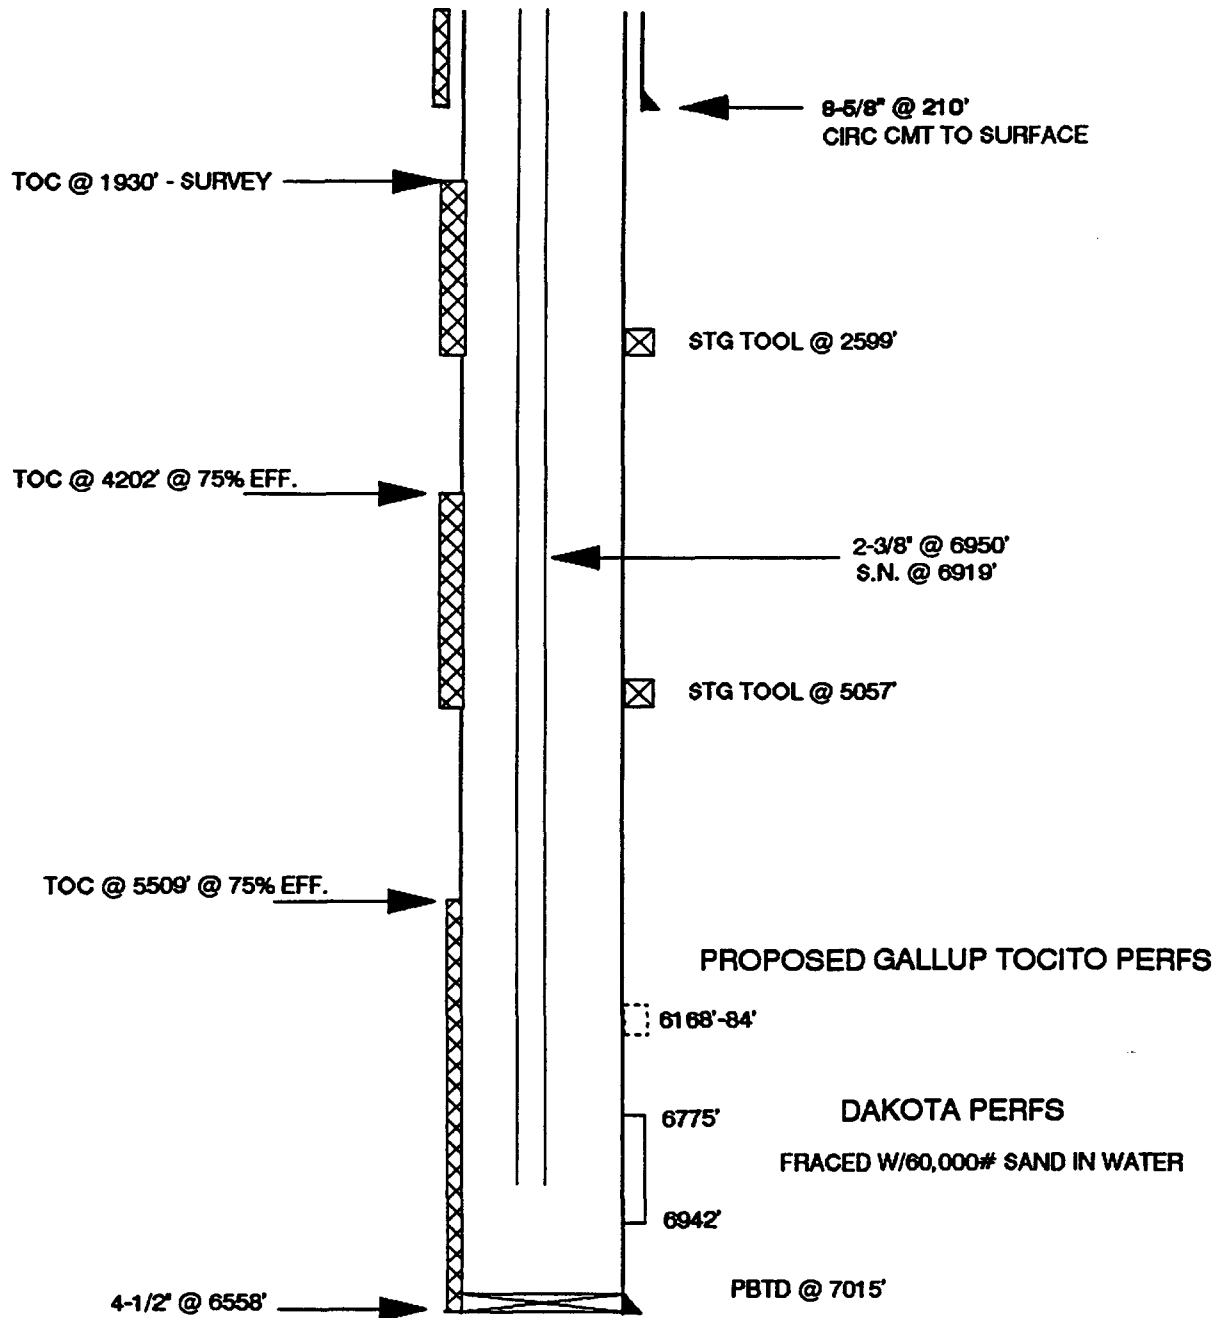 8-5/8" @ 210'
CIRC CMT TO SURFACE
TOC @ 1930' - SURVEY
STG TOOL @ 2599'
TOC @ 4202' @ 75% EFF.
2-3/8" @ 6950'
S.N. @ 6919'
STG TOOL @ 5057'
TOC @ 5509' @ 75% EFF.
PROPOSED GALLUP TOCITO PERFS
6168'-84'
6775'
DAKOTA PERFS
FRACED W/60,000# SAND IN WATER
6942'
PBTD @ 7015'
4-1/2" @ 6558'